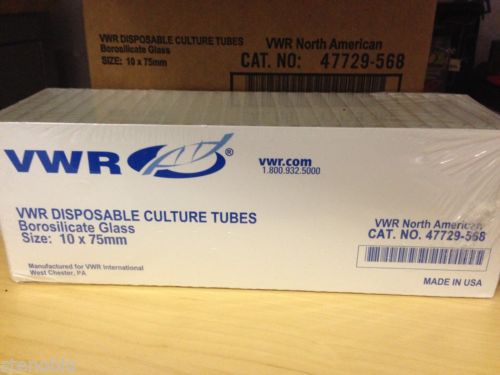 VWR DISPOSABLE CULTURE TUBES
Borosilicate Glass
SIZE: 10 x 75mm
VWR North American
CAT. NO: 47729-568
VWR®
vwr.com
1.800.932.5000
VWR DISPOSABLE CULTURE TUBES
Borosilicate Glass
Size: 10 x 75mm
Manufactured for VWR International
West Chester, PA
VWR North American
CAT. NO. 47729-568
MADE IN USA